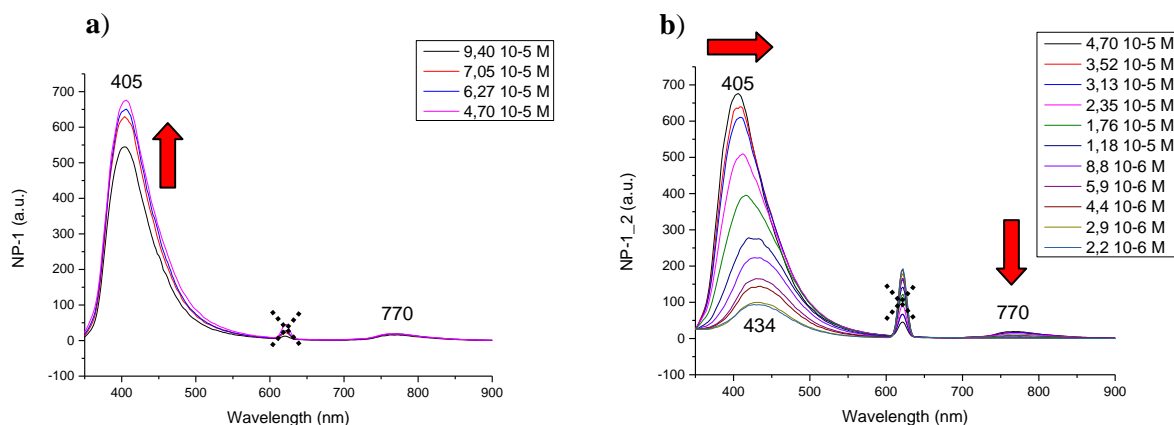 a)
9,40 10-5 M
7,05 10-5 M
6,27 10-5 M
4,70 10-5 M
405
770
700
600
500
400
300
200
100
0
-100
NP-1 (a.u.)
400 500 600 700 800 900
Wavelength (nm)
b)
4,70 10-5 M
3,52 10-5 M
3,13 10-5 M
2,35 10-5 M
1,76 10-5 M
1,18 10-5 M
8,8 10-6 M
5,9 10-6 M
4,4 10-6 M
2,9 10-6 M
2,2 10-6 M
405
434
770
700
600
500
400
300
200
100
0
-100
NP-1_2 (a.u.)
400 500 600 700 800 900
Wavelength (nm)